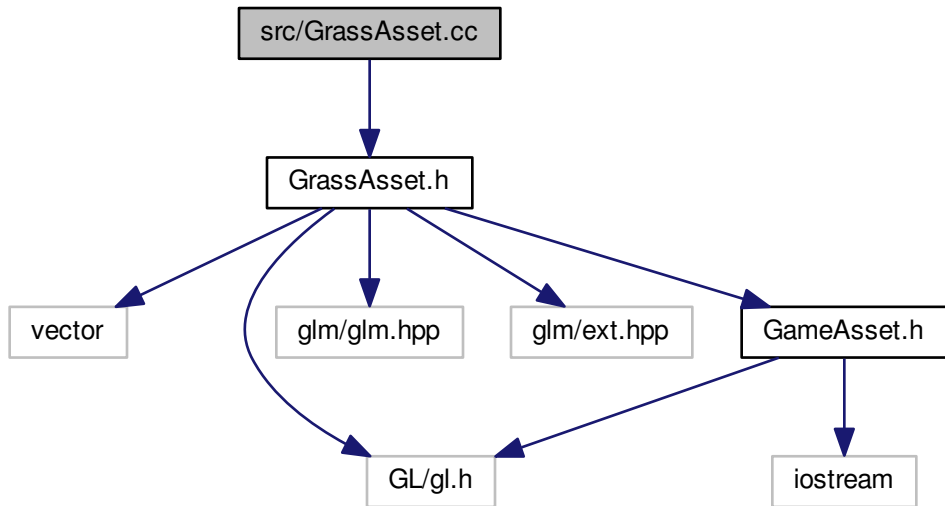 src/GrassAsset.cc
GrassAsset.h
vector
glm/glm.hpp
glm/ext.hpp
GameAsset.h
GL/gl.h
iostream